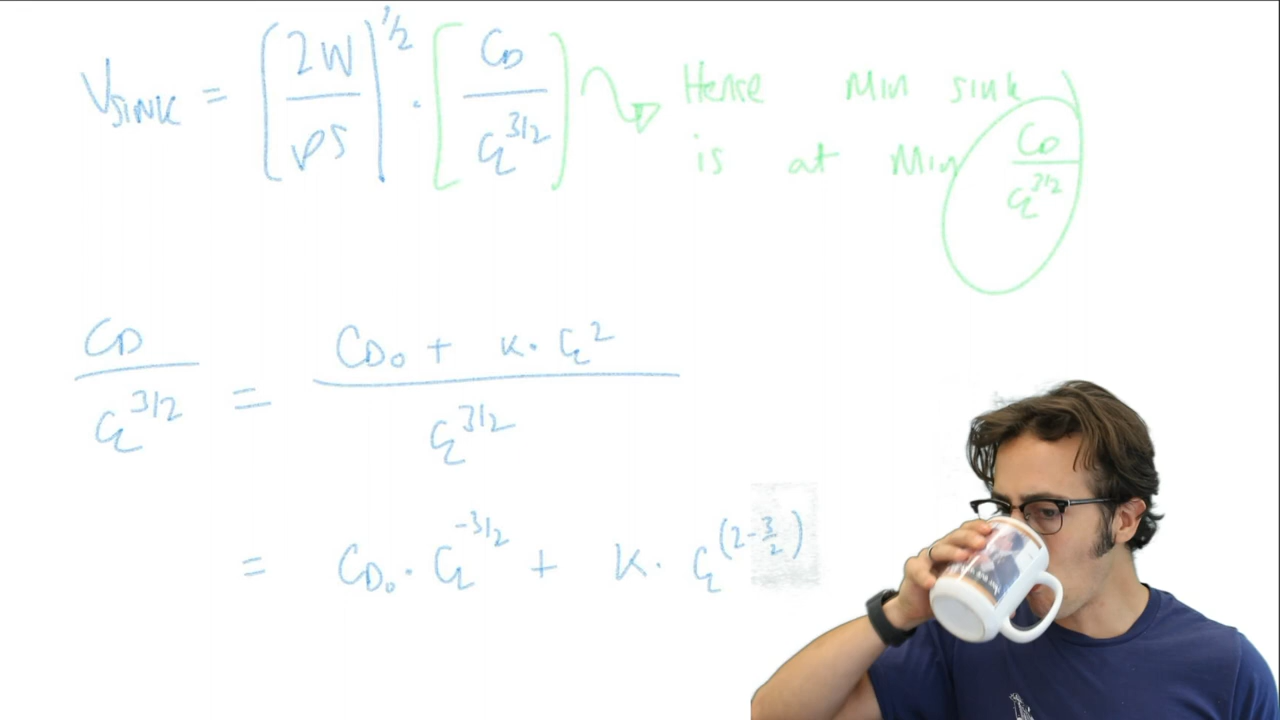 V_SINK = [2W/ρS]^1/2 · [C_D/C_L^3/2] Hence Min sink
is at Min C_D/C_L^3/2
C_D/C_L^3/2 = (C_D₀ + K · C_L^2)/C_L^3/2
= C_D₀ · C_L^-3/2 + K · C_L^(2-3/2)